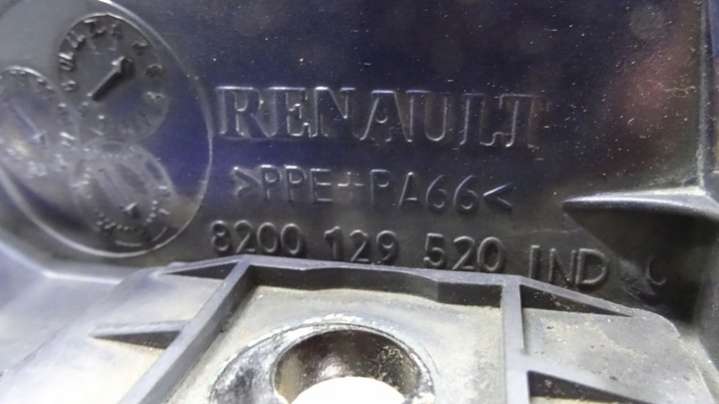 RENAULT
>PPE+PA66<
8200 129 520 IND C